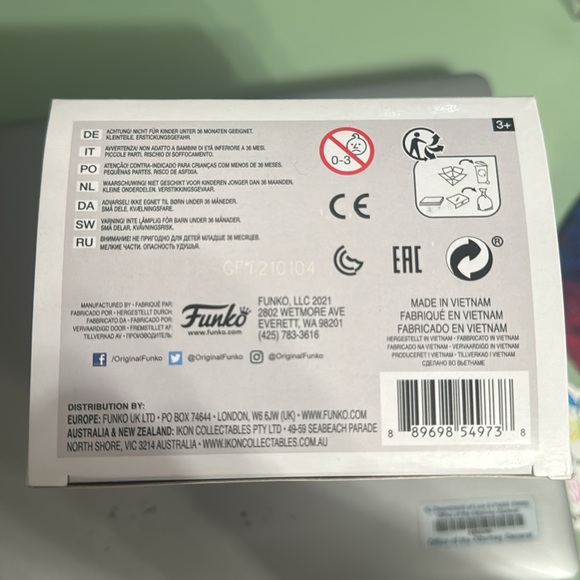 3+
DE ACHTUNG! NICHT FÜR KINDER UNTER 36 MONATEN GEEIGNET.
KLEINTEILE, ERSTICKUNGSGEFAHR.
IT AVVERTENZA! NON ADATTO A BAMBINI DI ETÀ INFERIORE A 36 MESI.
PICCOLE PARTI, RISCHIO DI SOFFOCAMENTO.
PO ATENÇÃO! CONTRA-INDICADO PARA CRIANÇAS COM MENOS DE 36 MESES.
PEQUENAS PARTES. RISCO DE ASFIXIA.
NL WAARSCHUWING! NIET GESCHIKT VOOR KINDEREN JONGER DAN 36 MAANDEN.
KLEINE ONDERDELEN. VERSTIKKINGSGEVAAR.
DA ADVARSEL! IKKE EGNET TIL BØRN UNDER 36 MÅNEDER.
SMÅ DELE. KVÆLNINGSFARE.
SW VARNING! INTE LÄMPLIG FÖR BARN UNDER 36 MÅNADER.
SMÅ DELAR. KVÄVNINGSRISK.
RU ВНИМАНИЕ! НЕ ПРИГОДНО ДЛЯ ДЕТЕЙ МЛАДШЕ 36 МЕСЯЦЕВ.
МЕЛКИЕ ЧАСТИ. ОПАСНОСТЬ УДУШЬЯ.
0-3
CE
EAC
®
210104
MANUFACTURED BY • FABRIQUÉ PAR
FABRICADO POR • HERGESTELLT DURCH
FABBRICATO DA • FABRICADO POR
VERVAARDIGD DOOR • FREMSTILLET AF
TILLVERKAD AV • ПРОИЗВОДИТЕЛЬ
Funko
www.funko.com
FUNKO, LLC 2021
2802 WETMORE AVE
EVERETT, WA 98201
(425) 783-3616
MADE IN VIETNAM
FABRIQUÉ EN VIETNAM
FABRICADO EN VIETNAM
HERGESTELLT IN VIETNAM • FABBRICATO IN VIETNAM
FABRICADO NA VIETNAM • VERVAARDIGD IN VIETNAM
PRODUCERET I VIETNAM • TILLVERKAD I VIETNAM
СДЕЛАНО ВО ВЬЕТНАМЕ
/OriginalFunko @OriginalFunko @OriginalFunko
DISTRIBUTION BY:
EUROPE: FUNKO UK LTD • PO BOX 74644 • LONDON, W6 6JW (UK) • WWW.FUNKO.COM
AUSTRALIA & NEW ZEALAND: IKON COLLECTABLES PTY LTD • 49-59 SEABEACH PARADE
NORTH SHORE, VIC 3214 AUSTRALIA • WWW.IKONCOLLECTABLES.COM.AU
8 89698 54973 8